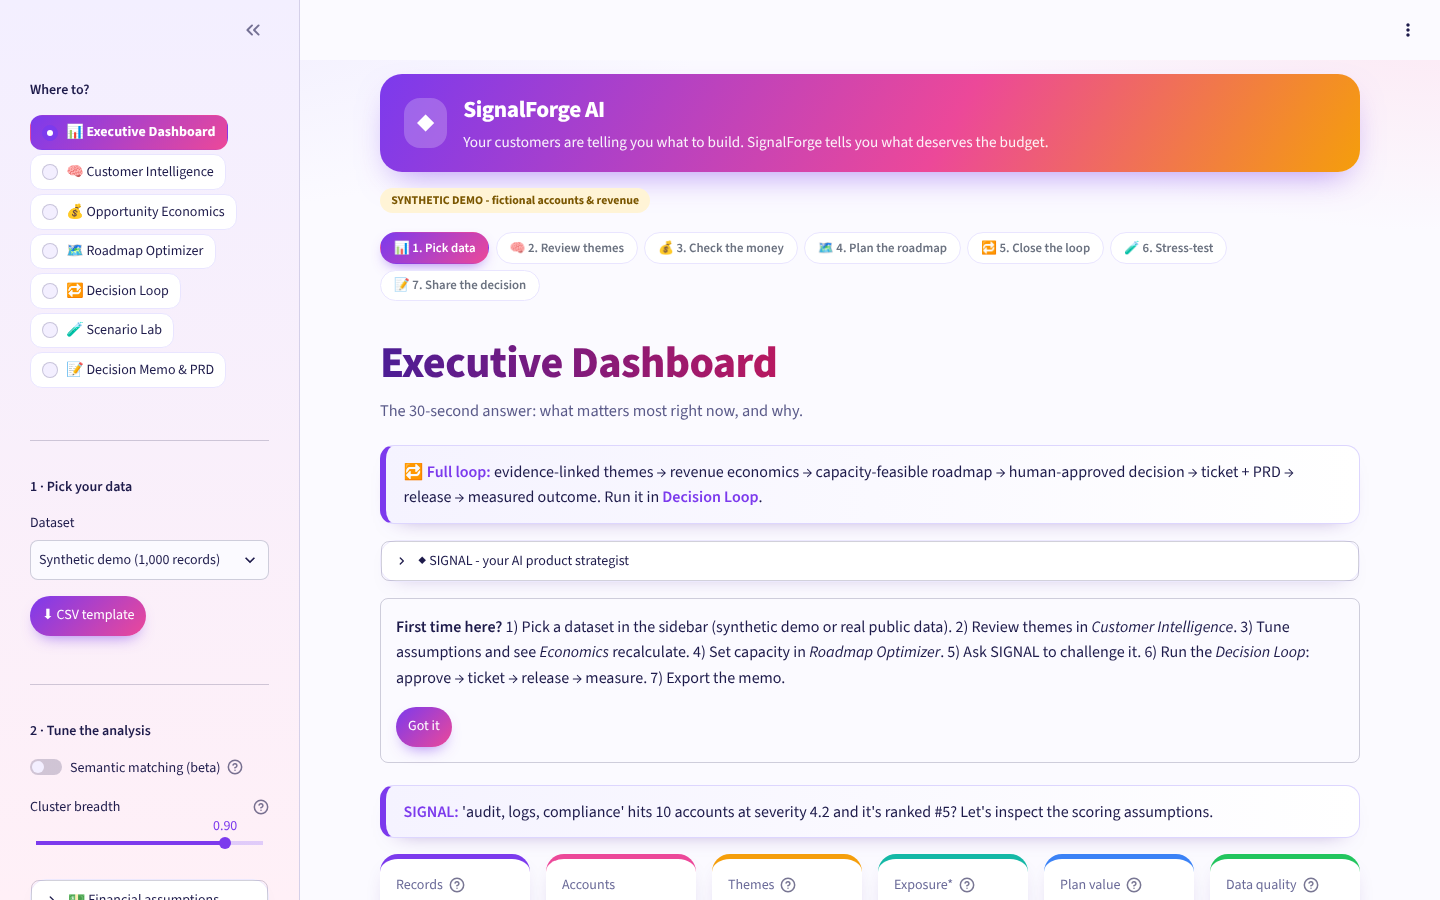 Where to?
📊 Executive Dashboard
🧠 Customer Intelligence
💰 Opportunity Economics
🗺️ Roadmap Optimizer
🔁 Decision Loop
🧪 Scenario Lab
📝 Decision Memo & PRD
1 · Pick your data
Dataset
Synthetic demo (1,000 records)
⬇ CSV template
2 · Tune the analysis
Semantic matching (beta)
Cluster breadth
0.90
💵 Financial assumptions
SignalForge AI
Your customers are telling you what to build. SignalForge tells you what deserves the budget.
SYNTHETIC DEMO - fictional accounts & revenue
📊 1. Pick data
🧠 2. Review themes
💰 3. Check the money
🗺️ 4. Plan the roadmap
🔁 5. Close the loop
🧪 6. Stress-test
📝 7. Share the decision
Executive Dashboard
The 30-second answer: what matters most right now, and why.
🔁 Full loop: evidence-linked themes → revenue economics → capacity-feasible roadmap → human-approved decision → ticket + PRD →
release → measured outcome. Run it in Decision Loop.
◆ SIGNAL - your AI product strategist
First time here? 1) Pick a dataset in the sidebar (synthetic demo or real public data). 2) Review themes in Customer Intelligence. 3) Tune
assumptions and see Economics recalculate. 4) Set capacity in Roadmap Optimizer. 5) Ask SIGNAL to challenge it. 6) Run the Decision Loop:
approve → ticket → release → measure. 7) Export the memo.
Got it
SIGNAL: 'audit, logs, compliance' hits 10 accounts at severity 4.2 and it's ranked #5? Let's inspect the scoring assumptions.
Records
Accounts
Themes
Exposure*
Plan value
Data quality